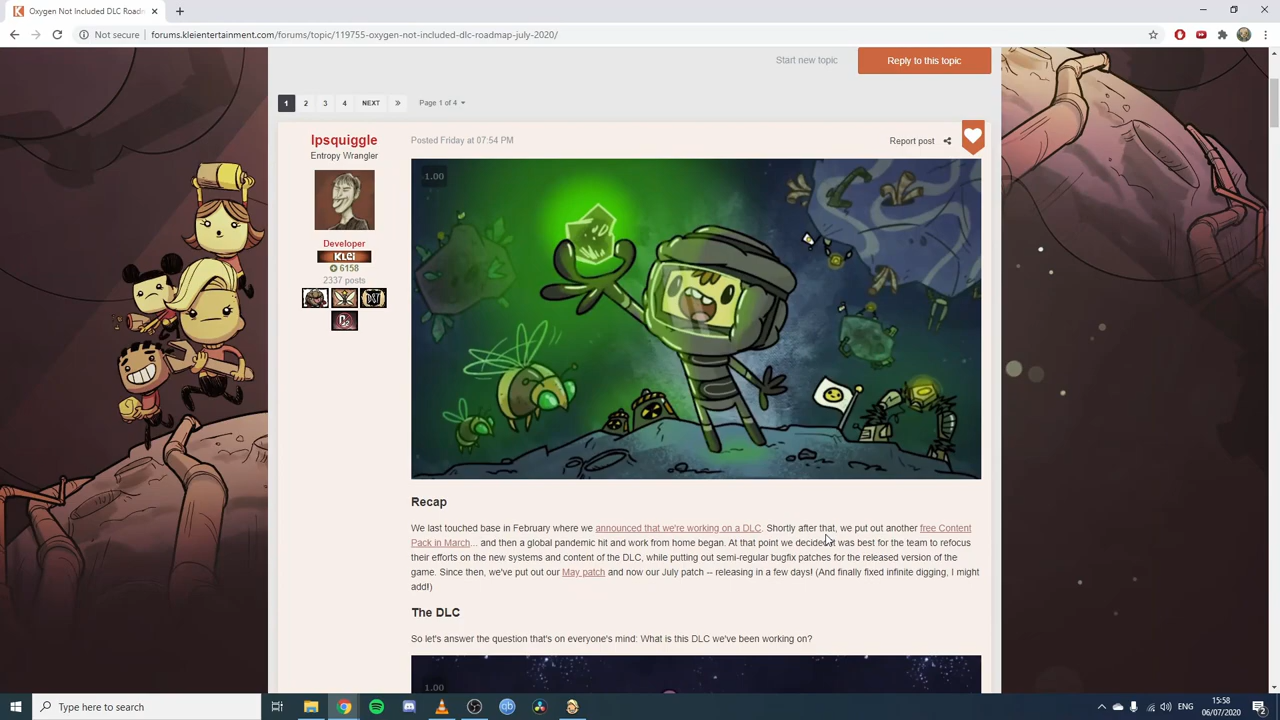 Oxygen Not Included DLC Roadm
Not secure
forums.kleientertainment.com/forums/topic/119755-oxygen-not-included-dlc-roadmap-july-2020/
Start new topic
Reply to this topic
1 2 3 4 NEXT » Page 1 of 4
Ipsquiggle
Entropy Wrangler
Developer
KLei
6158
2337 posts
Posted Friday at 07:54 PM
Report post
1.00
Recap
We last touched base in February where we announced that we're working on a DLC. Shortly after that, we put out another free Content
Pack in March... and then a global pandemic hit and work from home began. At that point we decided it was best for the team to refocus
their efforts on the new systems and content of the DLC, while putting out semi-regular bugfix patches for the released version of the
game. Since then, we've put out our May patch and now our July patch -- releasing in a few days! (And finally fixed infinite digging, I might
add!)
The DLC
So let's answer the question that's on everyone's mind: What is this DLC we've been working on?
1.00
Type here to search
15:58
06/07/2020
2